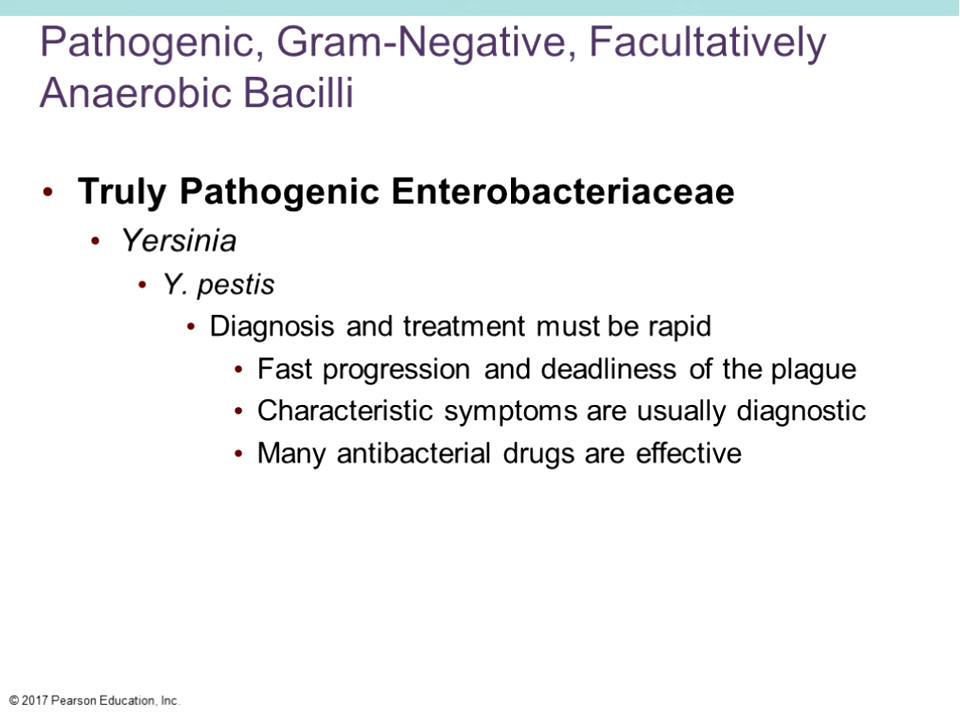 Pathogenic, Gram-Negative, Facultatively
Anaerobic Bacilli
• Truly Pathogenic Enterobacteriaceae
• Yersinia
• Y. pestis
• Diagnosis and treatment must be rapid
• Fast progression and deadliness of the plague
• Characteristic symptoms are usually diagnostic
• Many antibacterial drugs are effective
© 2017 Pearson Education, Inc.